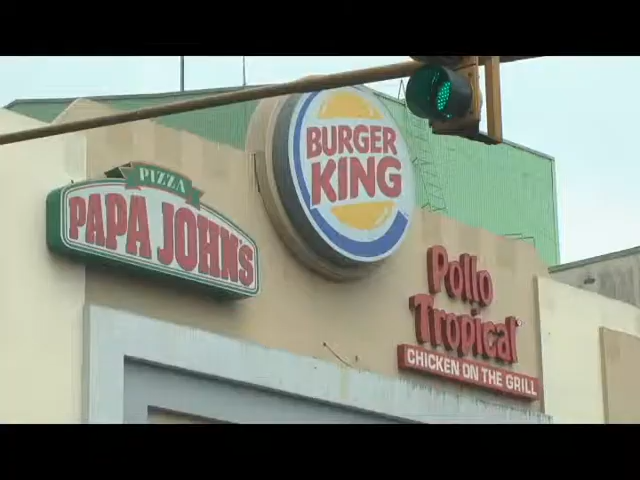 PIZZA
PAPA JOHN'S
BURGER
KING
Pollo
Tropical
CHICKEN ON THE GRILL